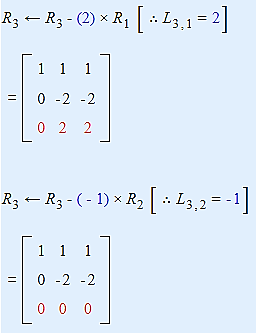 R3 ← R3 - (2) × R1 [ ∴ L3,1 = 2 ]
1 1 1
= 0 -2 -2
0 2 2
R3 ← R3 - ( - 1) × R2 [ ∴ L3,2 = -1 ]
1 1 1
= 0 -2 -2
0 0 0